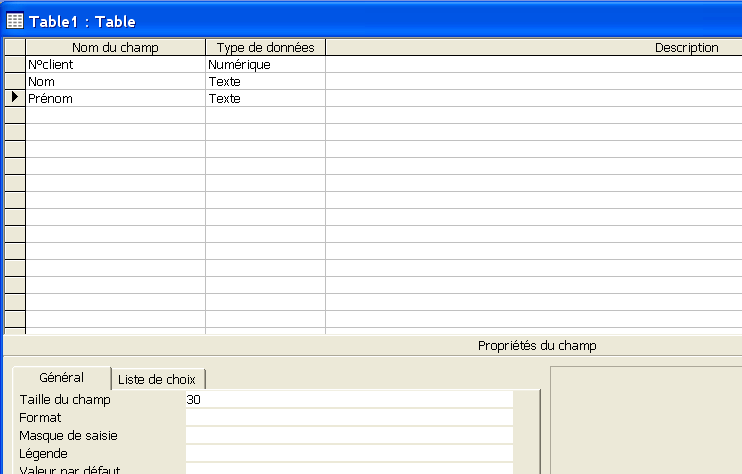 Table1 : Table
Nom du champ Type de données Description
N°client Numérique
Nom Texte
Prénom Texte
Propriétés du champ
Général Liste de choix
Taille du champ 30
Format
Masque de saisie
Légende
Valeur par défaut